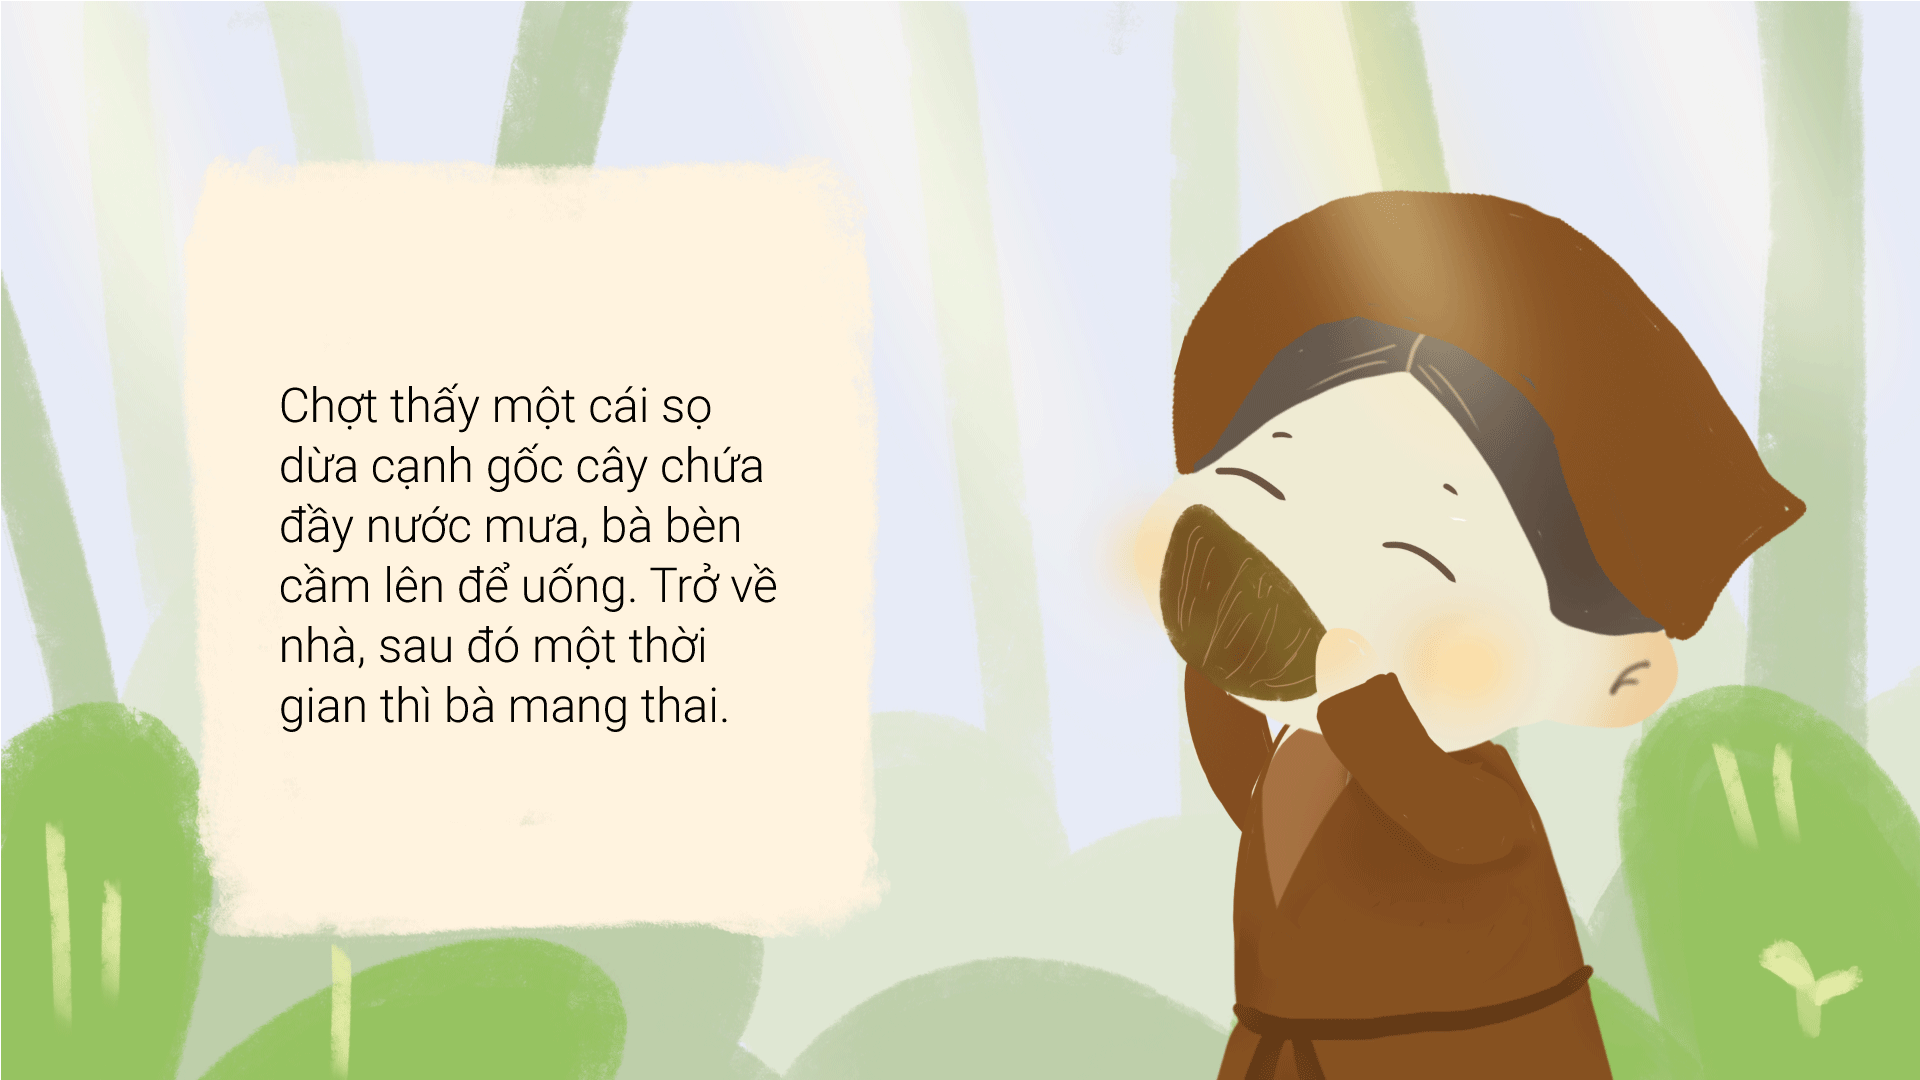 Chợt thấy một cái sọ
dừa cạnh gốc cây chứa
đầy nước mưa, bà bèn
cầm lên để uống. Trở về
nhà, sau đó một thời
gian thì bà mang thai.